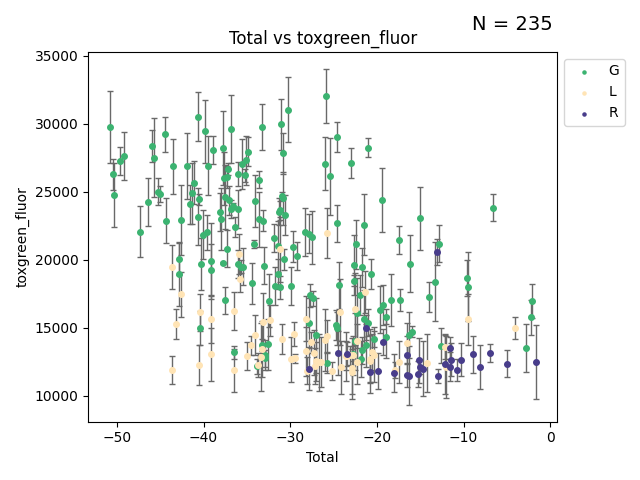 N = 235
Total vs toxgreen_fluor
35000
30000
25000
20000
15000
10000
toxgreen_fluor
−50
−40
−30
−20
−10
0
Total
G
L
R